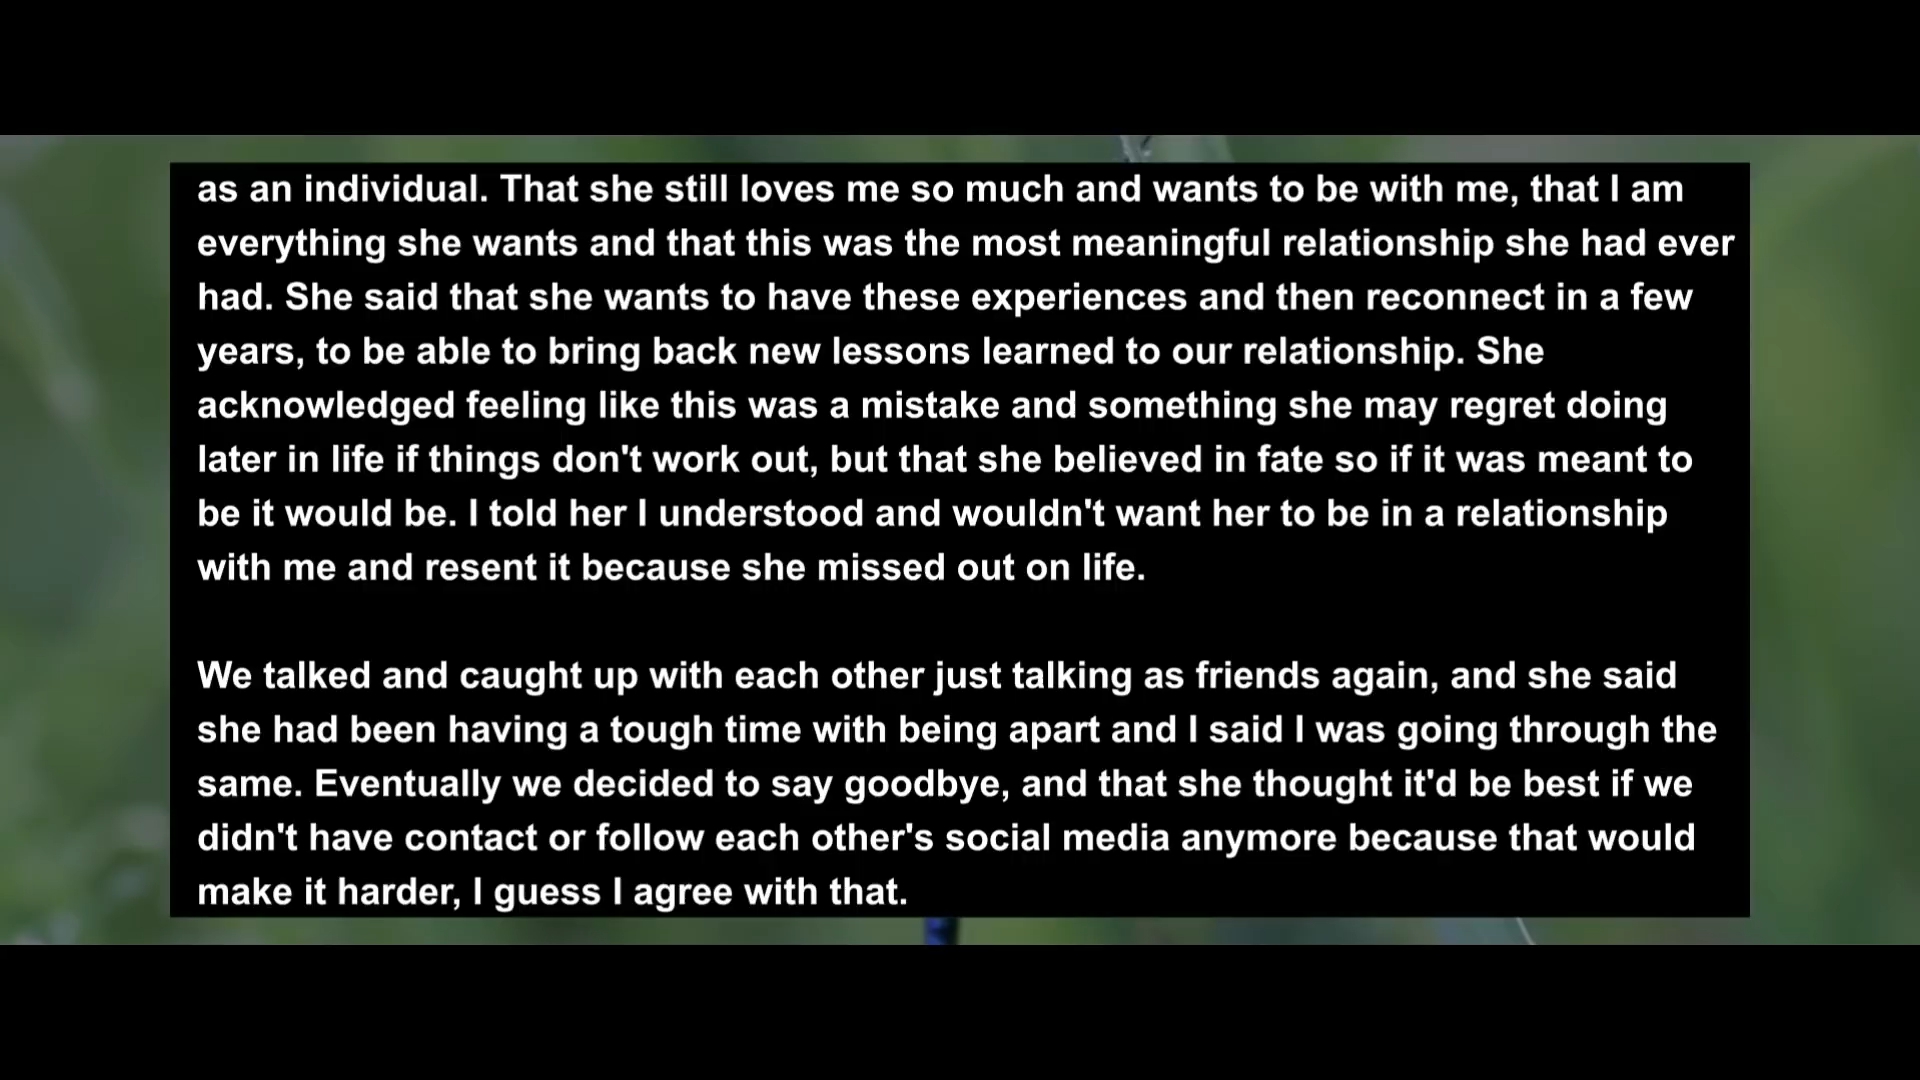 as an individual. That she still loves me so much and wants to be with me, that I am
everything she wants and that this was the most meaningful relationship she had ever
had. She said that she wants to have these experiences and then reconnect in a few
years, to be able to bring back new lessons learned to our relationship. She
acknowledged feeling like this was a mistake and something she may regret doing
later in life if things don't work out, but that she believed in fate so if it was meant to
be it would be. I told her I understood and wouldn't want her to be in a relationship
with me and resent it because she missed out on life.
We talked and caught up with each other just talking as friends again, and she said
she had been having a tough time with being apart and I said I was going through the
same. Eventually we decided to say goodbye, and that she thought it'd be best if we
didn't have contact or follow each other's social media anymore because that would
make it harder, I guess I agree with that.